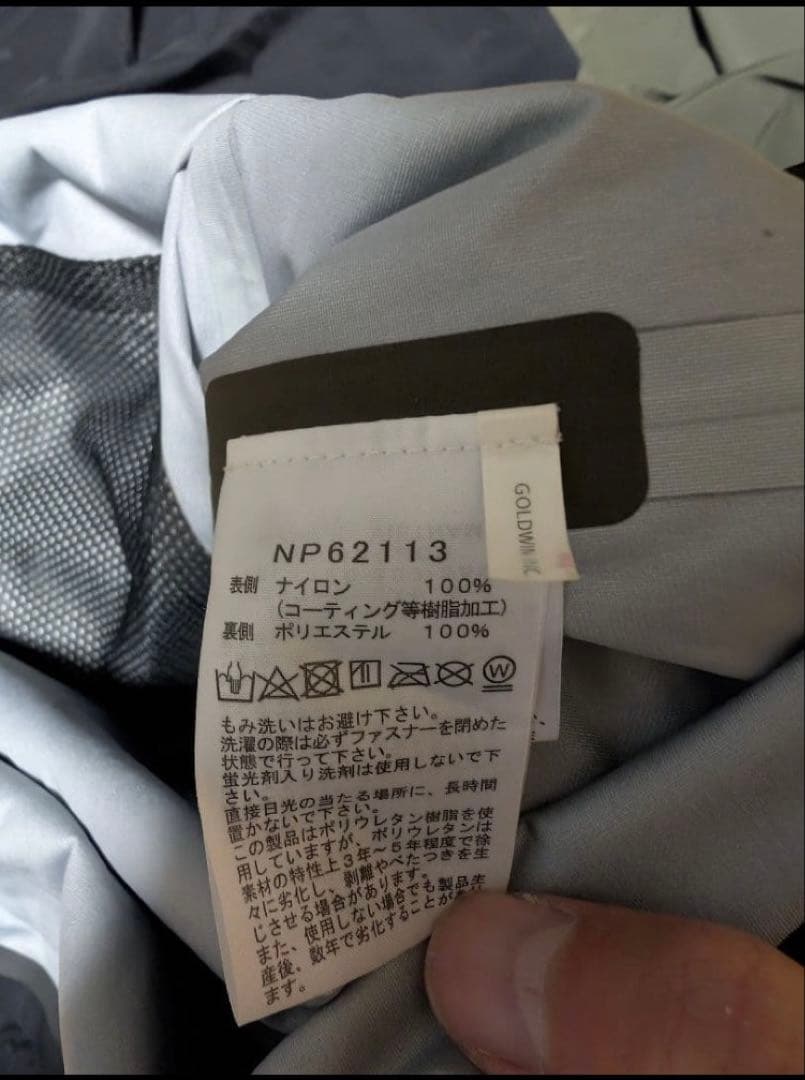 GOLDWIN INC
NP62113
表側 ナイロン 100%
(コーティング等樹脂加工)
裏側 ポリエステル 100%
W
もみ洗いはお避け下さい。
洗濯の際は必ずファスナーを閉めた
状態で行って下さい。
蛍光剤入り洗剤は使用しないで下
さい。
直接日光の当たる場所に、長時間
置かないで下さい。
この製品はポリウレタン樹脂を使
用していますが、ポリウレタンは
素材の特性上3年~5年程度で徐
々に劣化し、剥離やべたつきを生
じさせる場合があります。
また、使用しない場合でも製品生
産後、数年で劣化することがあり
ます。